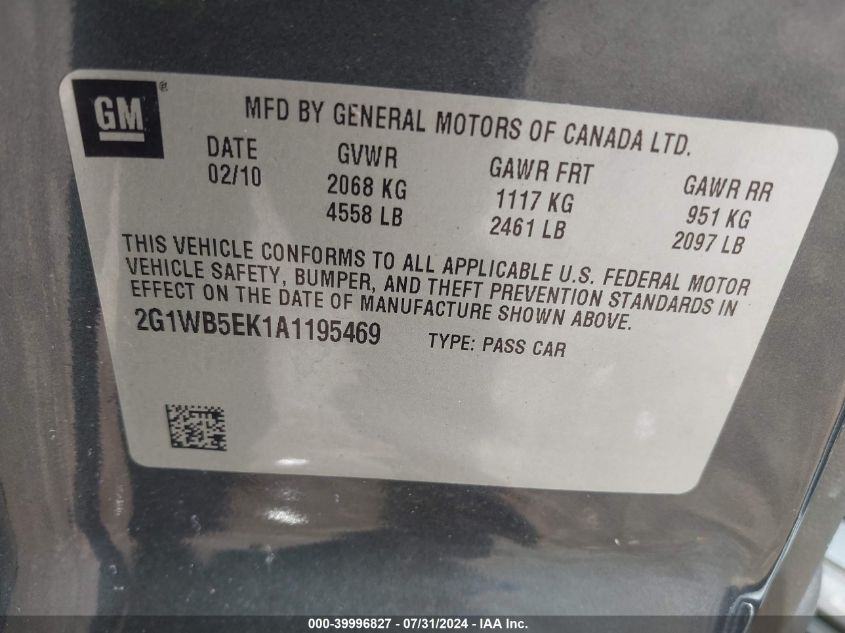 GM®
MFD BY GENERAL MOTORS OF CANADA LTD.
DATE GVWR GAWR FRT GAWR RR
02/10 2068 KG 1117 KG 951 KG
4558 LB 2461 LB 2097 LB
THIS VEHICLE CONFORMS TO ALL APPLICABLE U.S. FEDERAL MOTOR
VEHICLE SAFETY, BUMPER, AND THEFT PREVENTION STANDARDS IN
EFFECT ON THE DATE OF MANUFACTURE SHOWN ABOVE.
2G1WB5EK1A1195469 TYPE: PASS CAR
000-39996827 / 07/31/2024 - IAA Inc.